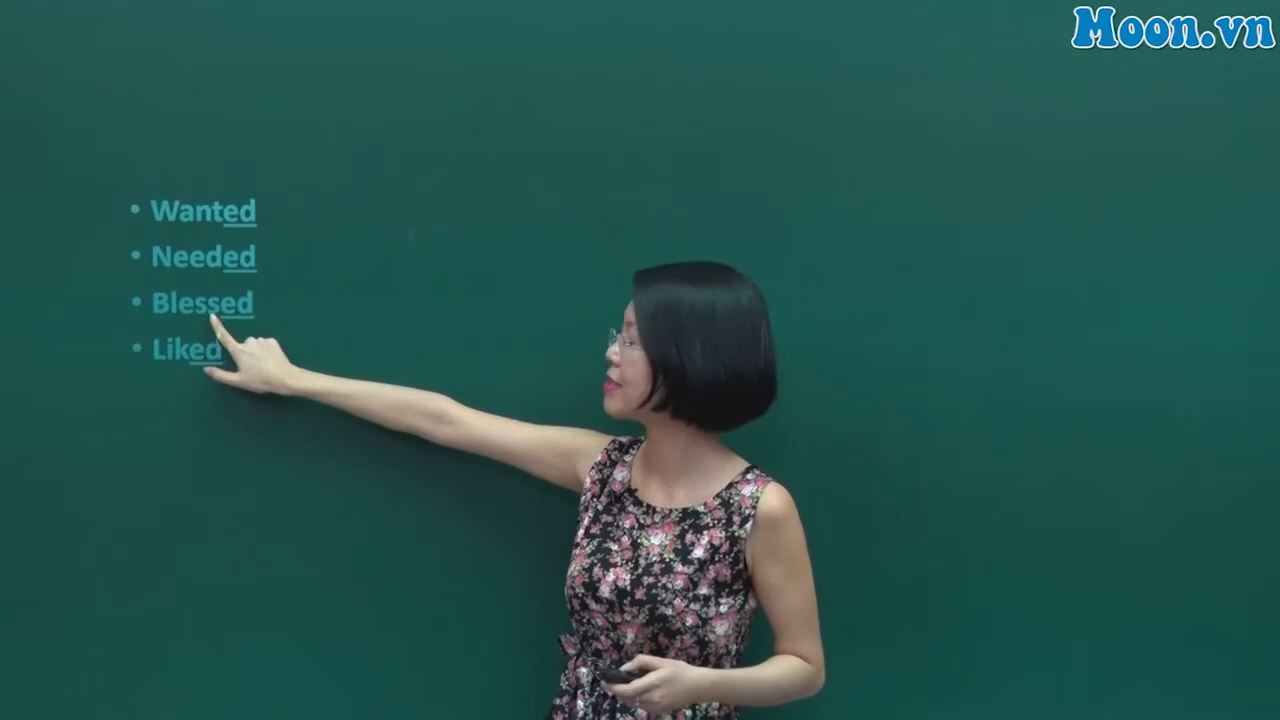 Moon.vn
• Wanted
• Needed
• Blessed
• Liked